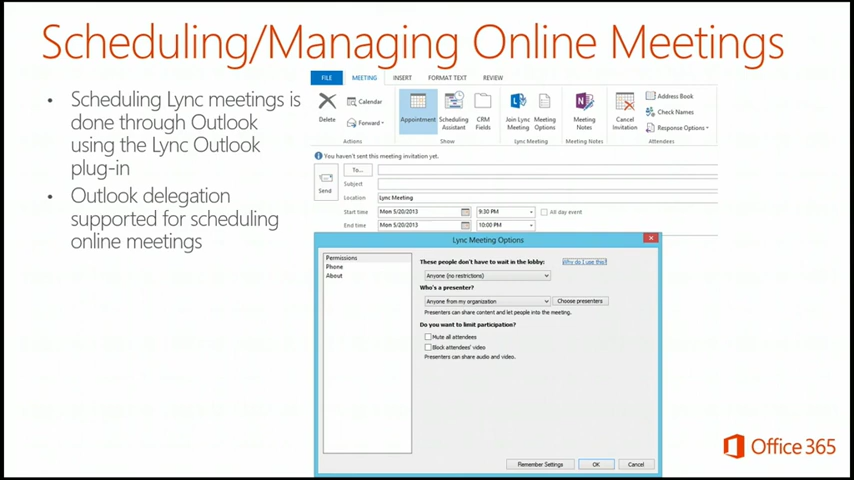 Scheduling/Managing Online Meetings
• Scheduling Lync meetings is
done through Outlook
using the Lync Outlook
plug-in
• Outlook delegation
supported for scheduling
online meetings
FILE MEETING INSERT FORMAT TEXT REVIEW
Delete
Calendar
Forward
Actions
Appointment
Scheduling
Assistant
CRM
Fields
Show
Join Lync
Meeting
Meeting
Options
Lync Meeting
Meeting
Notes
Meeting Notes
Cancel
Invitation
Address Book
Check Names
Response Options
Attendees
You haven't sent this meeting invitation yet.
Send
To...
Subject
Location Lync Meeting
Start time Mon 5/20/2013 9:30 PM All day event
End time Mon 5/20/2013 10:00 PM
Lync Meeting Options
Permissions
Phone
About
These people don't have to wait in the lobby: Why do I use this?
Anyone (no restrictions)
Who's a presenter?
Anyone from my organization Choose presenters
Presenters can share content and let people into the meeting.
Do you want to limit participation?
Mute all attendees
Block attendees' video
Presenters can share audio and video.
Remember Settings OK Cancel
Office 365